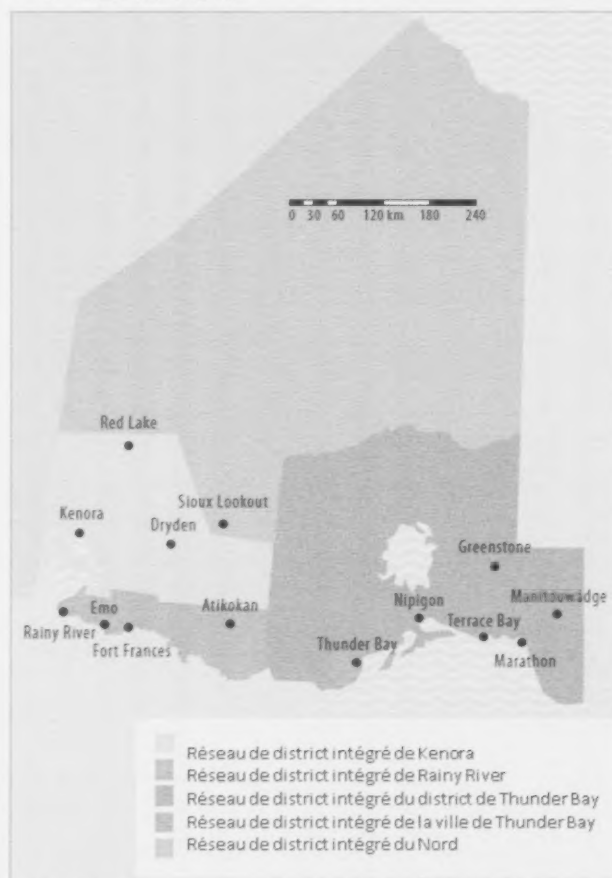 0 30 60 120 km 180 240
Red Lake
Sioux Lookout
Kenora
Dryden
Greenstone
Emo
Atikokan
Nipigon
Manitouwadge
Rainy River
Terrace Bay
Fort Frances
Thunder Bay
Marathon
Réseau de district intégré de Kenora
Réseau de district intégré de Rainy River
Réseau de district intégré du district de Thunder Bay
Réseau de district intégré de la ville de Thunder Bay
Réseau de district intégré du Nord